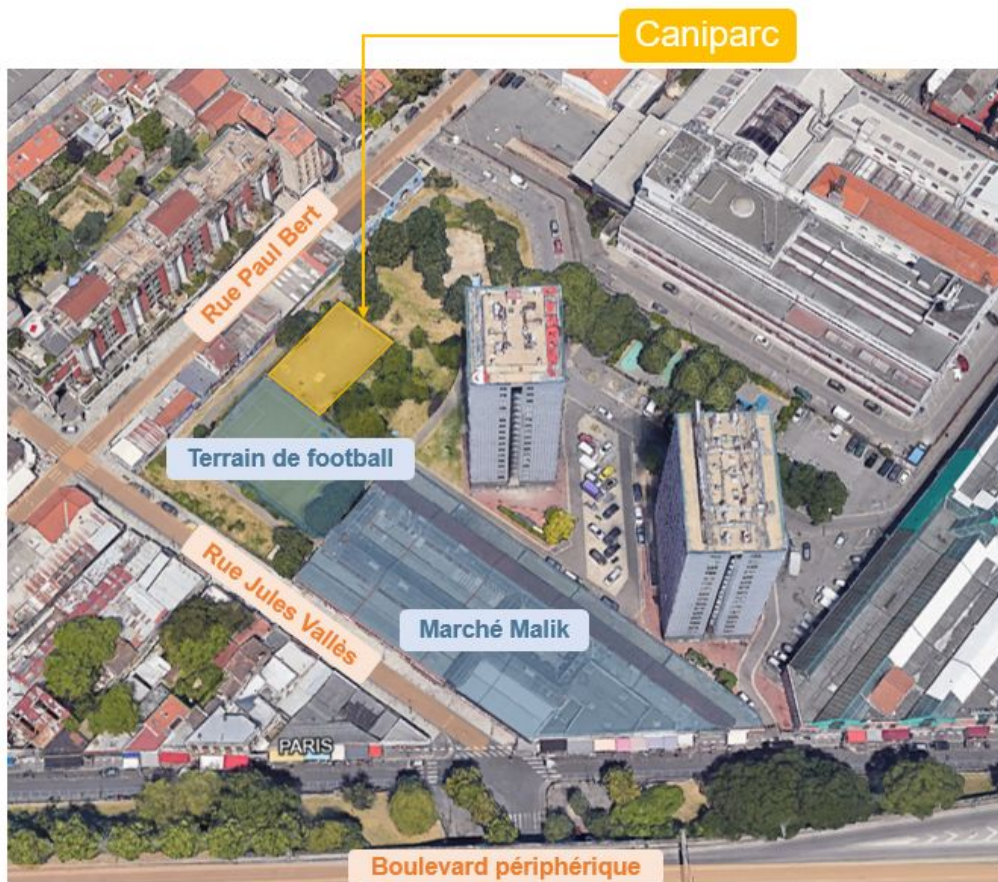 Caniparc
Rue Paul Bert
Terrain de football
Rue Jules Vallès
Marché Malik
PARIS
Boulevard périphérique